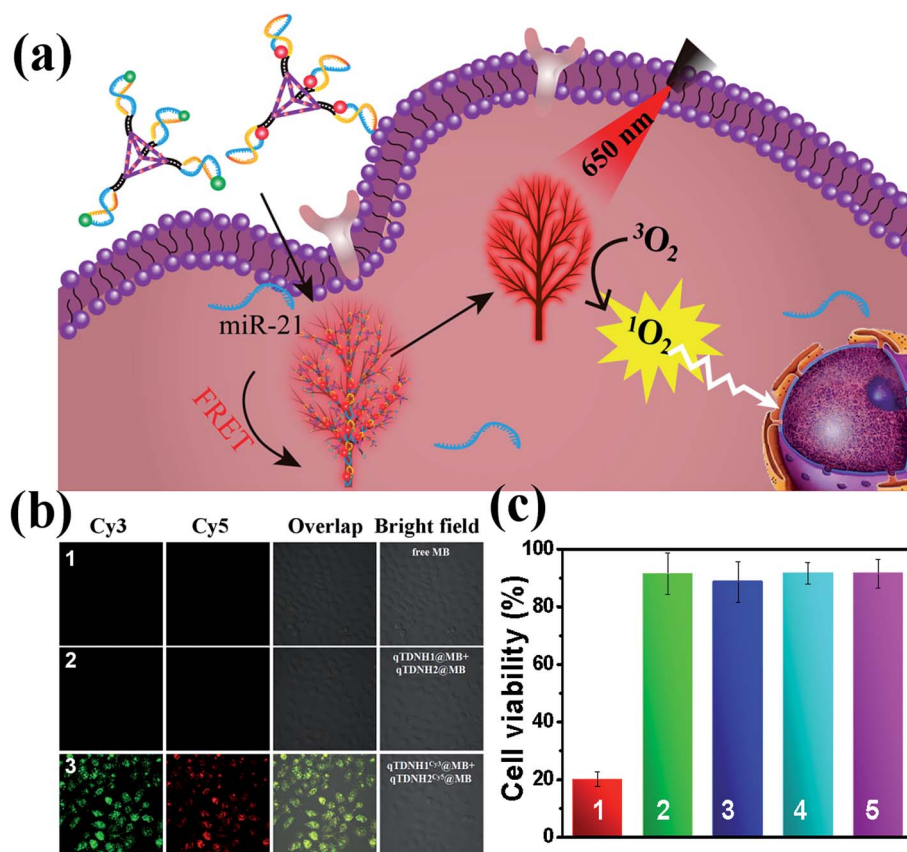 (a)
650 nm
³O₂
¹O₂
miR-21
FRET
(b)
Cy3 Cy5 Overlap Bright field
1
free MB
2
qTDNH1@MB+
qTDNH2@MB
3
qTDNH1ᶜʸ³@MB+
qTDNH2ᶜʸ⁵@MB
(c)
Cell viability (%)
100
80
60
40
20
0
1 2 3 4 5